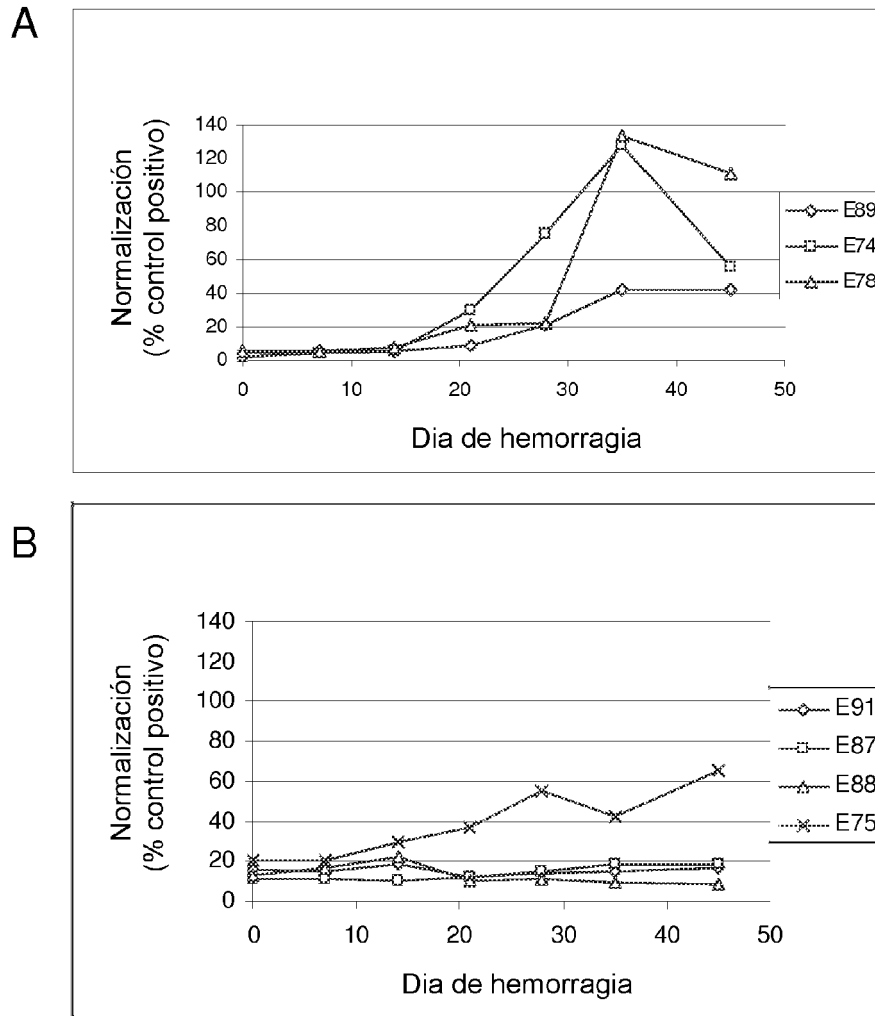 A
Normalización
(% control positivo)
140
120
100
80
60
40
20
0
0
10
20
30
40
50
Dia de hemorragia
E89
E74
E78
B
Normalización
(% control positivo)
140
120
100
80
60
40
20
0
0
10
20
30
40
50
Dia de hemorragia
E91
E87
E88
E75